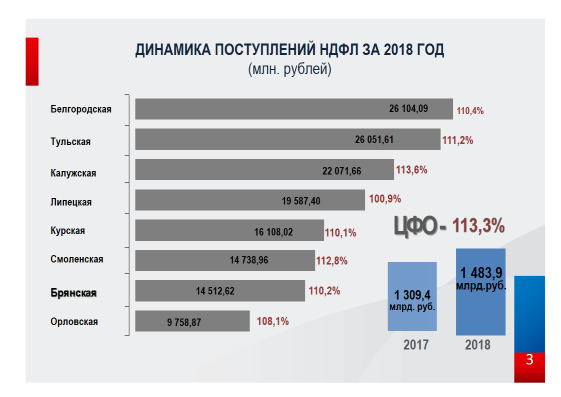 ДИНАМИКА ПОСТУПЛЕНИЙ НДФЛ ЗА 2018 ГОД
(млн. рублей)
Белгородская 26 104,09 110,4%
Тульская 26 051,61 111,2%
Калужская 22 071,66 113,6%
Липецкая 19 587,40 100,9%
Курская 16 108,02 110,1%
Смоленская 14 738,96 112,8%
Брянская 14 512,62 110,2%
Орловская 9 758,87 108,1%
ЦФО - 113,3%
1 309,4
млрд. руб.
1 483,9
млрд.руб.
2017 2018
3